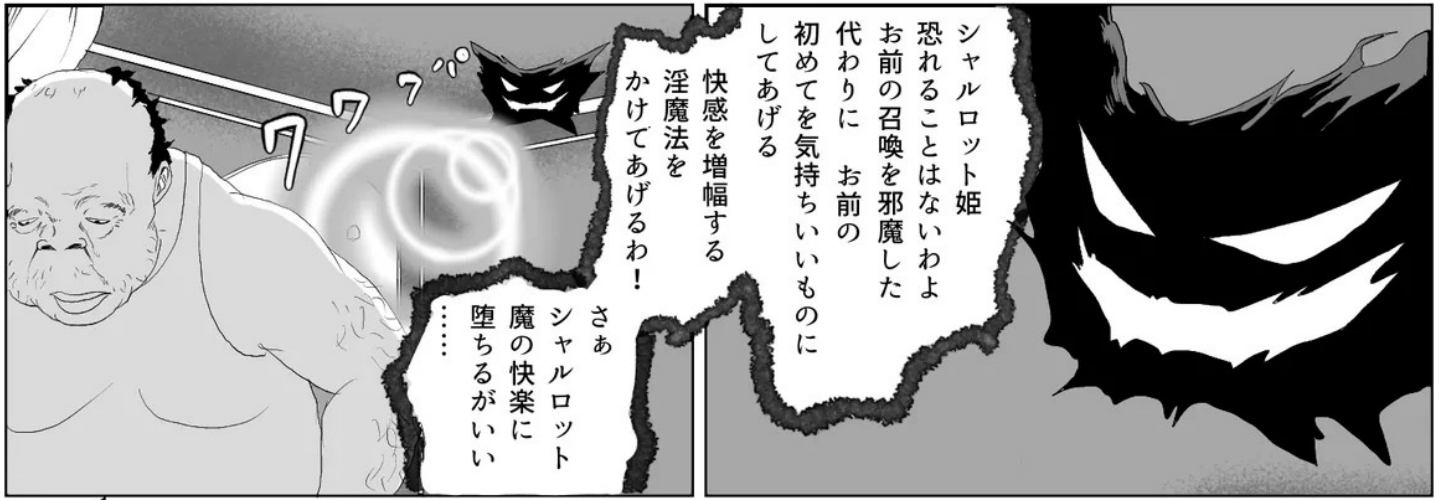 シャルロット姫
恐れることはないわよ
お前の召喚を邪魔した
代わりに　お前の
初めてを気持ちいいものに
してあげる
快感を増幅する
淫魔法を
かけてあげるわ！
さぁ
シャルロット
魔の快楽に
堕ちるがいい
……
ワ
ワ
ワ